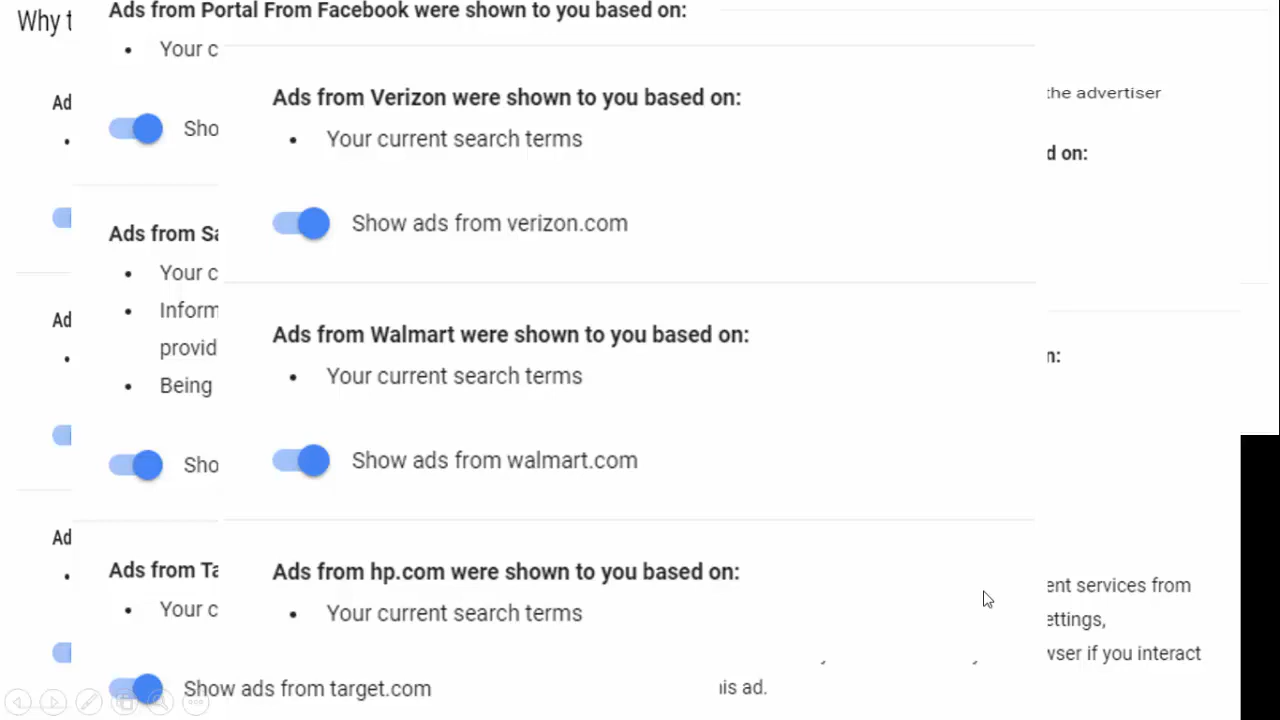 Ads from Portal From Facebook were shown to you based on:
Why t
• Your c
Ad
Sho
Ads from Sa
• Your c
• Inform
provid
• Being
Sho
Ads from Ta
• Your c
Show ads from target.com
Ad
Ad
Ads from Verizon were shown to you based on:
• Your current search terms
Show ads from verizon.com
Ads from Walmart were shown to you based on:
• Your current search terms
Show ads from walmart.com
Ads from hp.com were shown to you based on:
• Your current search terms
the advertiser
d on:
n:
ent services from
ettings,
wser if you interact
is ad.